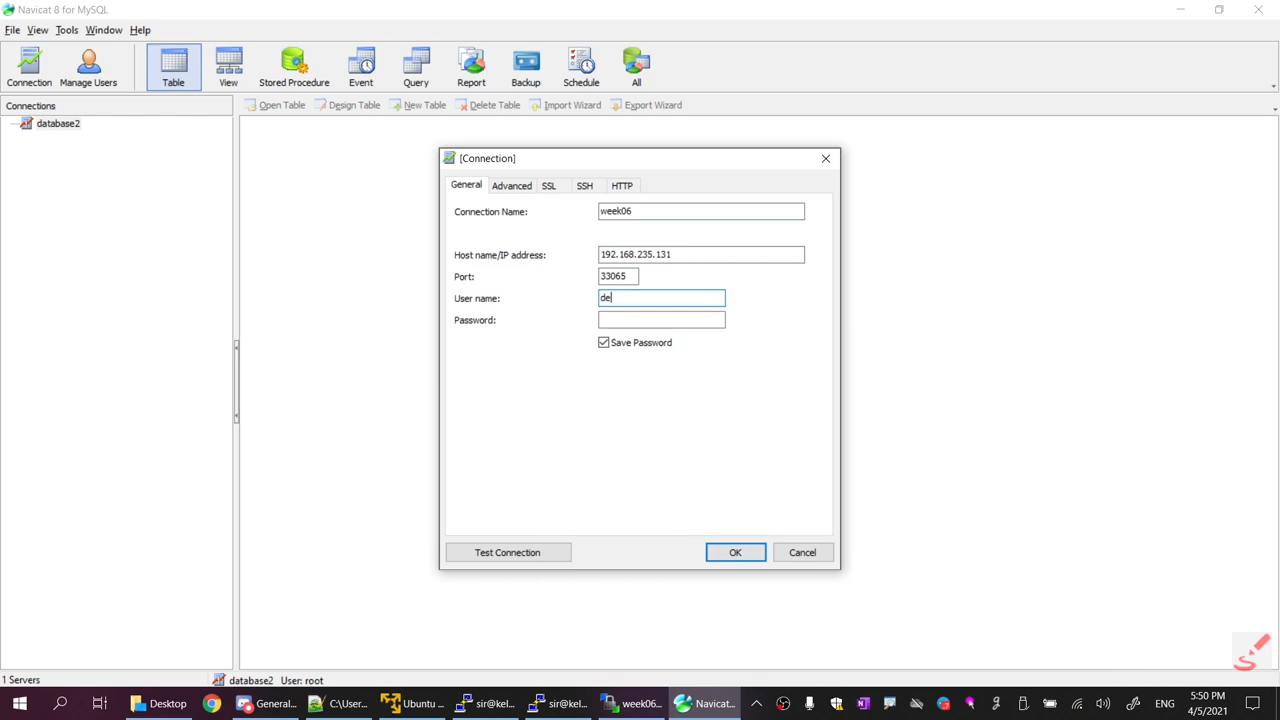 Navicat 8 for MySQL
File View Tools Window Help
Connection Manage Users Table View Stored Procedure Event Query Report Backup Schedule All
Connections
Open Table Design Table New Table Delete Table Import Wizard Export Wizard
database2
[Connection]
General Advanced SSL SSH HTTP
Connection Name: week06
Host name/IP address: 192.168.235.131
Port: 33065
User name: de
Password:
Save Password
Test Connection OK Cancel
1 Servers database2 User: root
Desktop General... C:\User... Ubuntu ... sir@kel... sir@kel... week06... Navicat... ENG
5:50 PM
4/5/2021